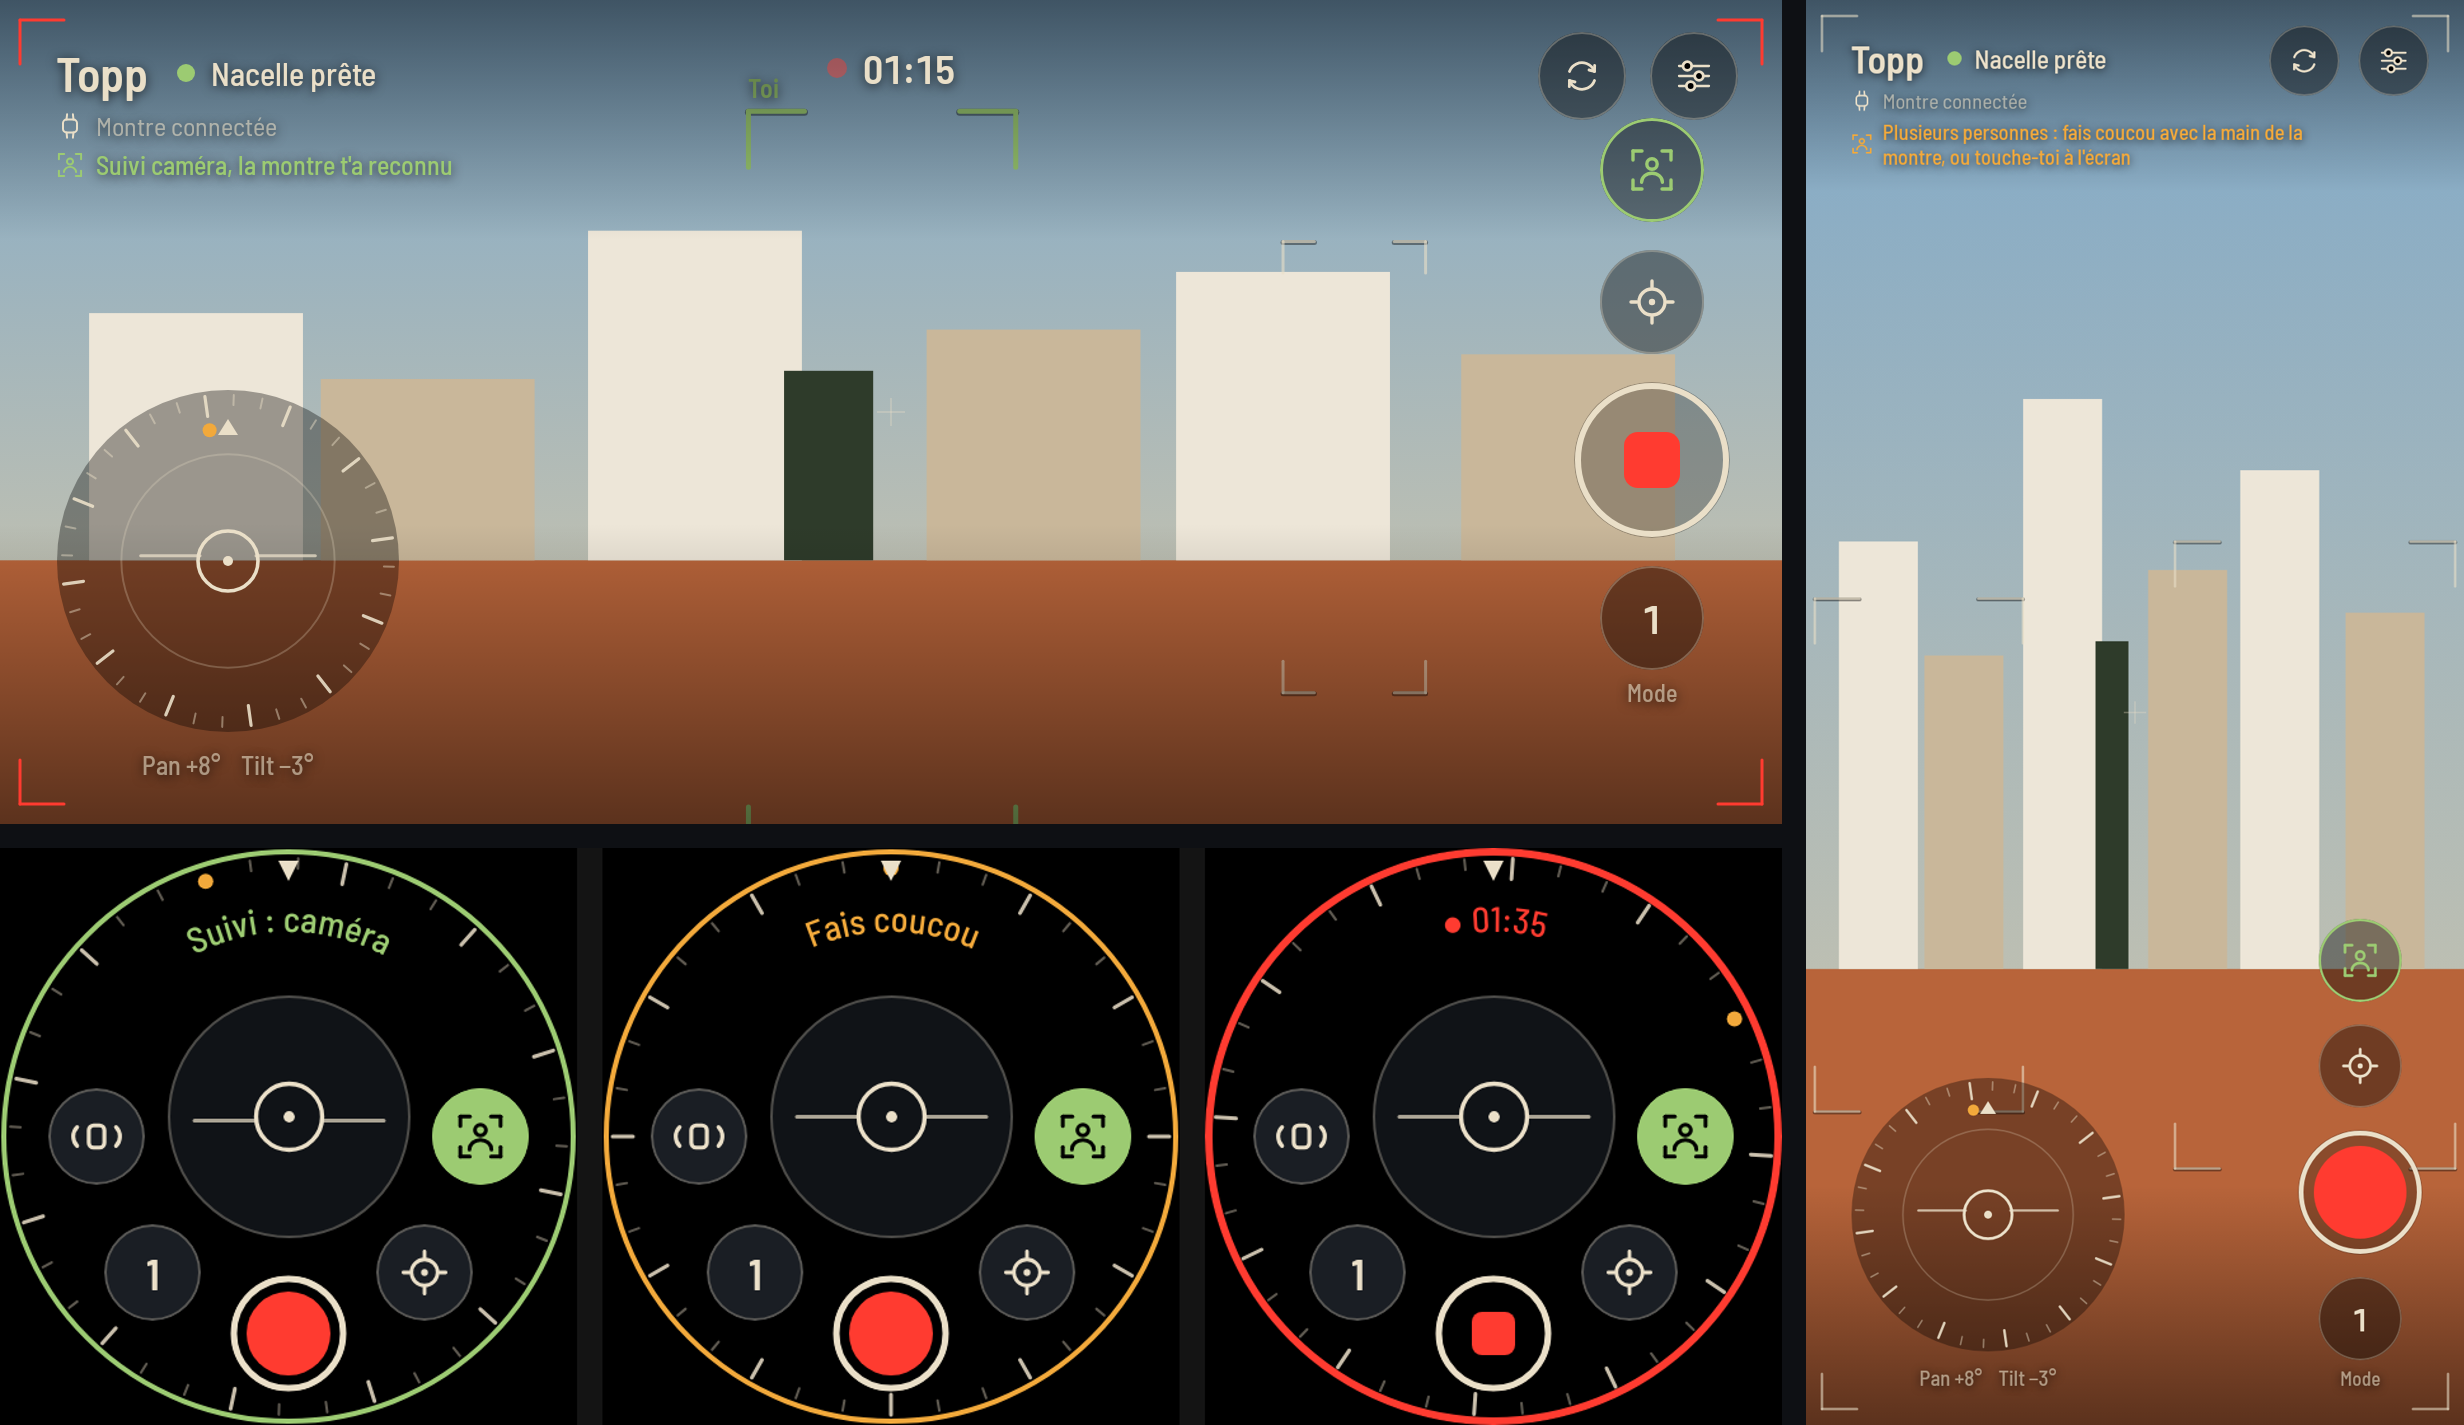 Topp
Nacelle prête
Montre connectée
Suivi caméra, la montre t'a reconnu
Toi
01:15
1
Mode
Pan +8° Tilt −3°
Topp
Nacelle prête
Montre connectée
Plusieurs personnes : fais coucou avec la main de la
montre, ou touche-toi à l'écran
Pan +8° Tilt −3°
1
Mode
Suivi : caméra
1
Fais coucou
1
01:35
1